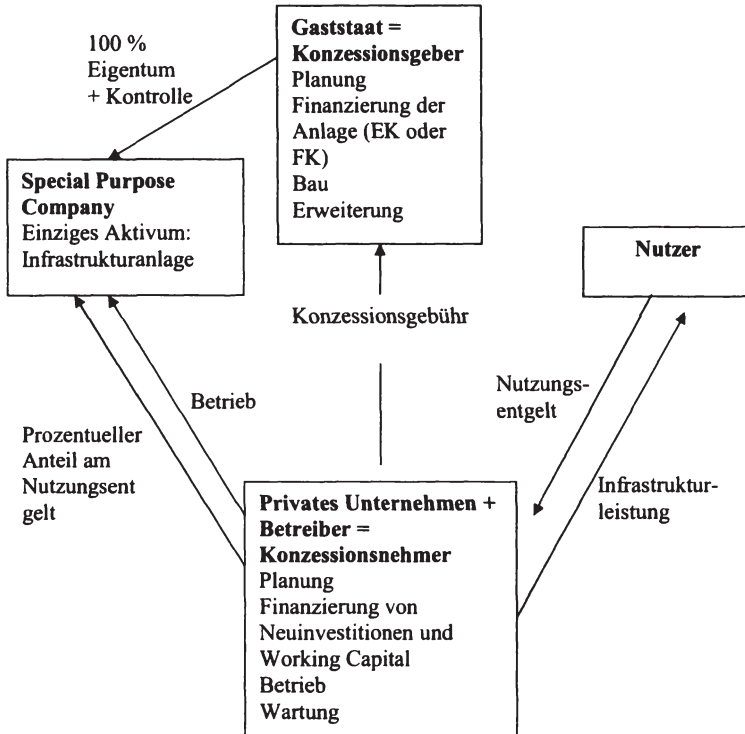 100 %
Eigentum
+ Kontrolle
Gaststaat =
Konzessionsgeber
Planung
Finanzierung der
Anlage (EK oder
FK)
Bau
Erweiterung
Special Purpose
Company
Einziges Aktivum:
Infrastrukturanlage
Nutzer
Konzessionsgebühr
Betrieb
Nutzungs-
entgelt
Prozentueller
Anteil am
Nutzungsent
gelt
Infrastruktur-
leistung
Privates Unternehmen +
Betreiber =
Konzessionsnehmer
Planung
Finanzierung von
Neuinvestitionen und
Working Capital
Betrieb
Wartung